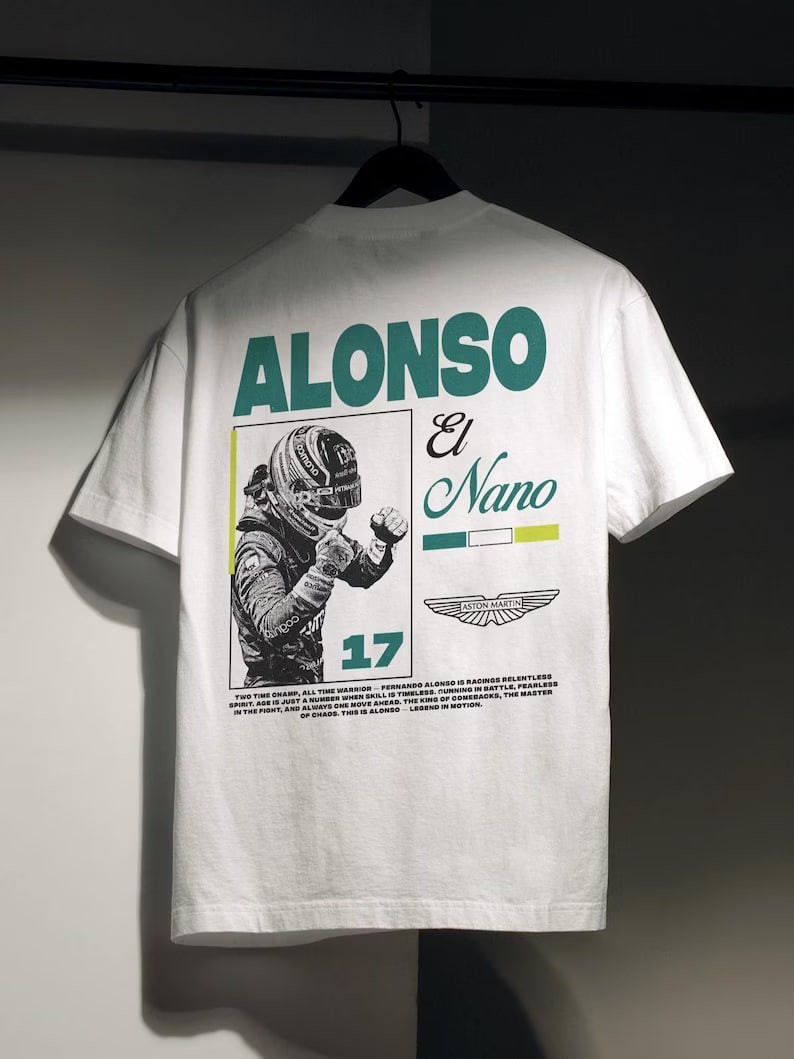 ALONSO
El
Nano
ASTON MARTIN
cognizant
17
TWO TIME CHAMP, ALL TIME WARRIOR — FERNANDO ALONSO IS RACINGS RELENTLESS
SPIRIT. AGE IS JUST A NUMBER WHEN SKILL IS TIMELESS. CUNNING IN BATTLE, FEARLESS
IN THE FIGHT, AND ALWAYS ONE MOVE AHEAD. THE KING OF COMEBACKS, THE MASTER
OF CHAOS. THIS IS ALONSO — LEGEND IN MOTION.